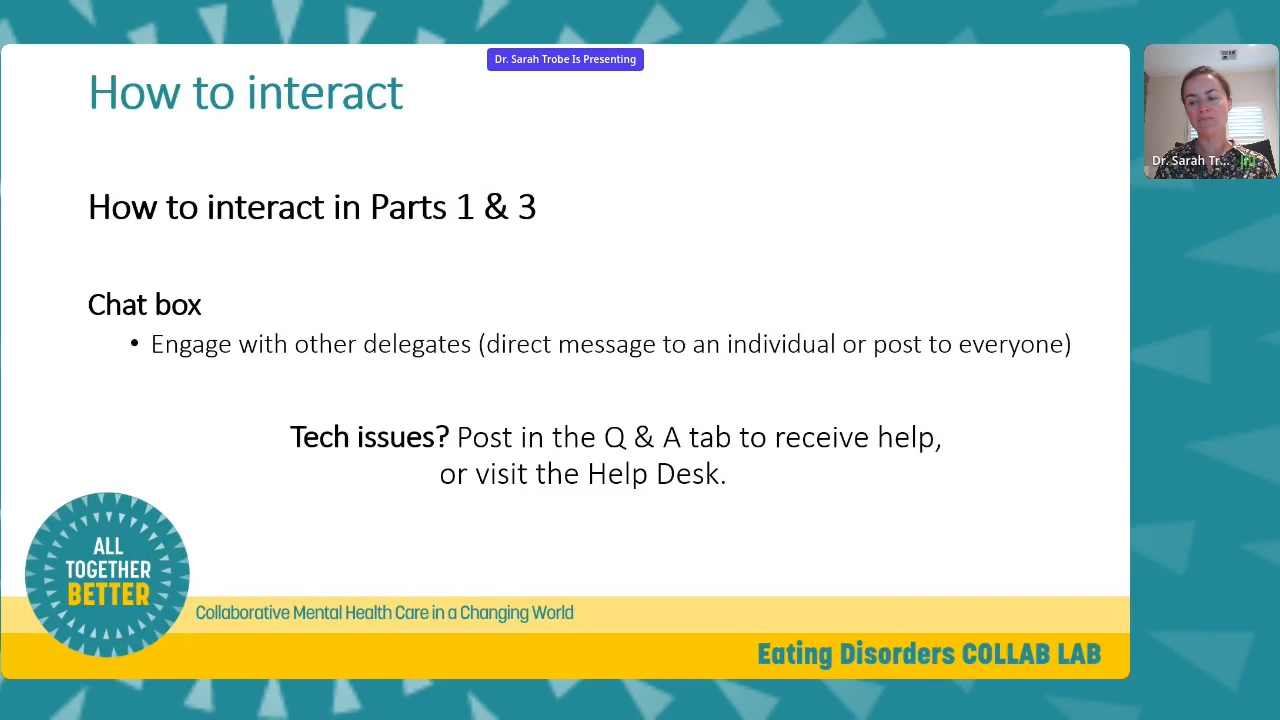 Dr. Sarah Trobe Is Presenting
How to interact
Dr. Sarah Tr...
How to interact in Parts 1 & 3
Chat box
• Engage with other delegates (direct message to an individual or post to everyone)
Tech issues? Post in the Q & A tab to receive help,
or visit the Help Desk.
ALL
TOGETHER
BETTER
Collaborative Mental Health Care in a Changing World
Eating Disorders COLLAB LAB